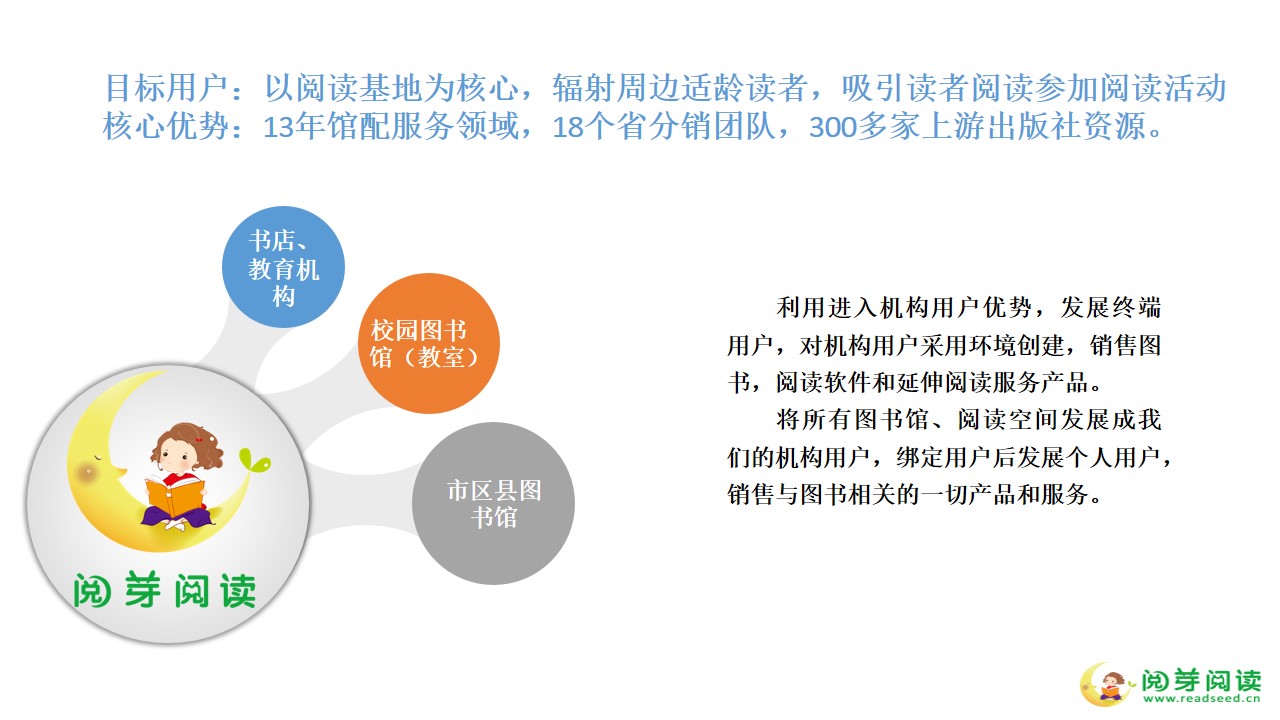 目标用户：以阅读基地为核心，辐射周边适龄读者，吸引读者阅读参加阅读活动
核心优势：13年馆配服务领域，18个省分销团队，300多家上游出版社资源。
书店、
教育机
构
校园图书
馆（教室）
市区县图
书馆
阅芽阅读
利用进入机构用户优势，发展终端
用户，对机构用户采用环境创建，销售图
书，阅读软件和延伸阅读服务产品。
将所有图书馆、阅读空间发展成我
们的机构用户，绑定用户后发展个人用户，
销售与图书相关的一切产品和服务。
阅芽阅读
www.readseed.cn